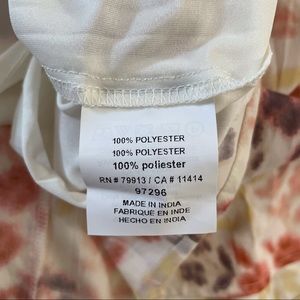 100% POLYESTER
100% POLYESTER
100% poliester
RN # 79913 / CA # 11414
97296
MADE IN INDIA
FABRIQUÉ EN INDE
HECHO EN INDIA